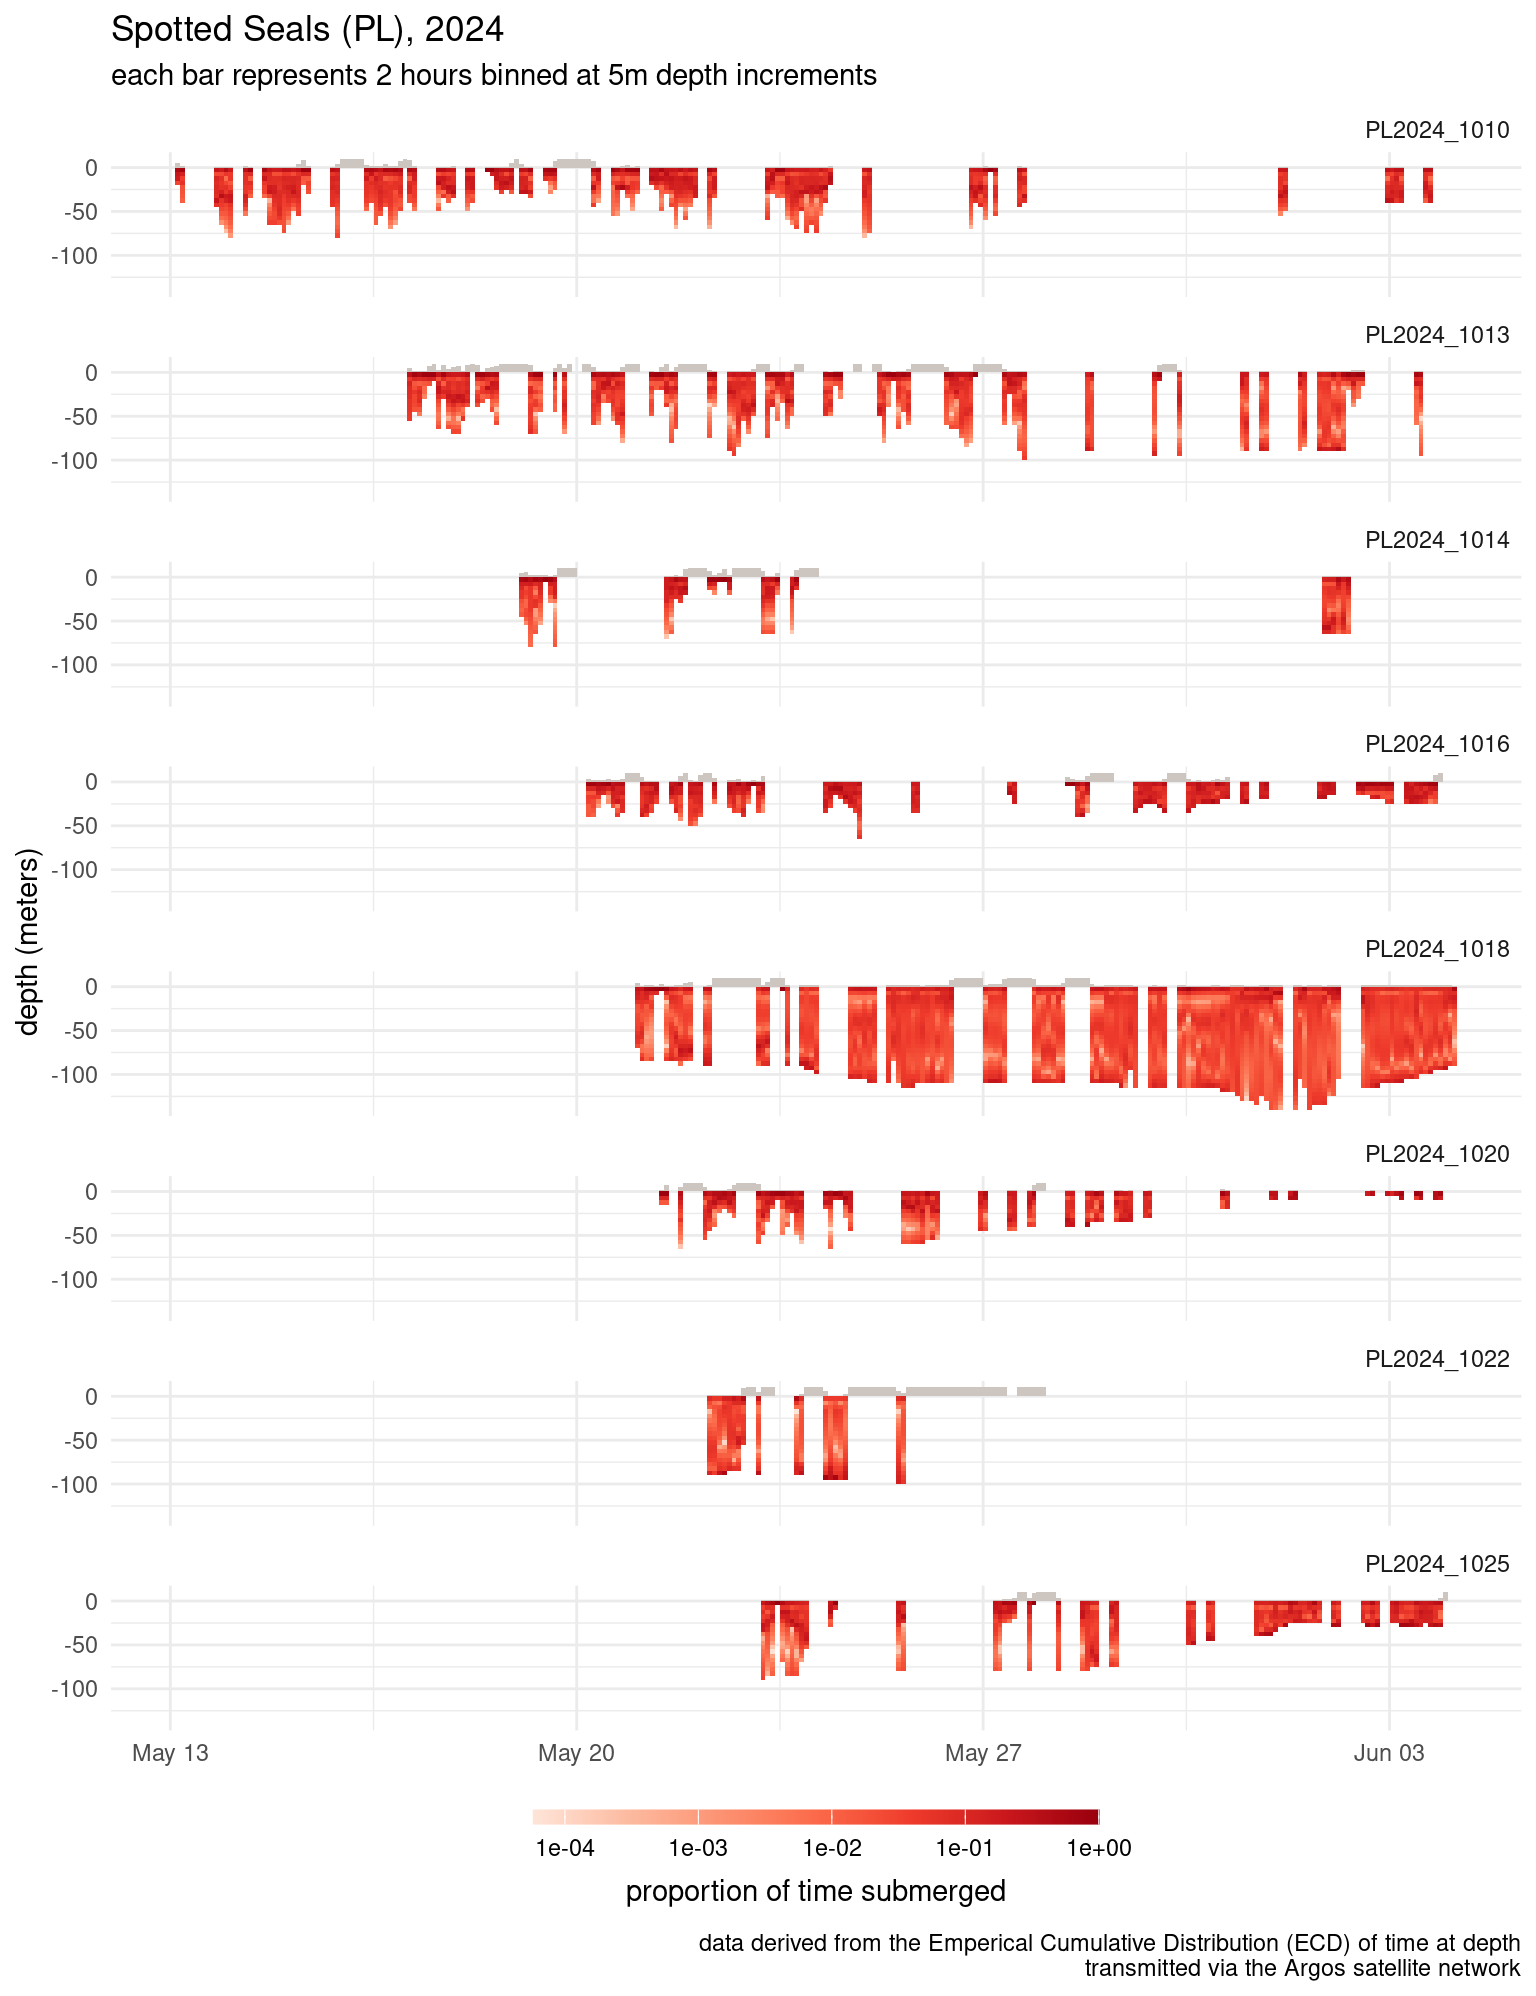 Spotted Seals (PL), 2024
each bar represents 2 hours binned at 5m depth increments
PL2024_1010
0
-50
-100
PL2024_1013
0
-50
-100
PL2024_1014
0
-50
-100
PL2024_1016
0
-50
-100
depth (meters)
PL2024_1018
0
-50
-100
PL2024_1020
0
-50
-100
PL2024_1022
0
-50
-100
PL2024_1025
0
-50
-100
May 13 May 20 May 27 Jun 03
1e-04 1e-03 1e-02 1e-01 1e+00
proportion of time submerged
data derived from the Emperical Cumulative Distribution (ECD) of time at depth
transmitted via the Argos satellite network